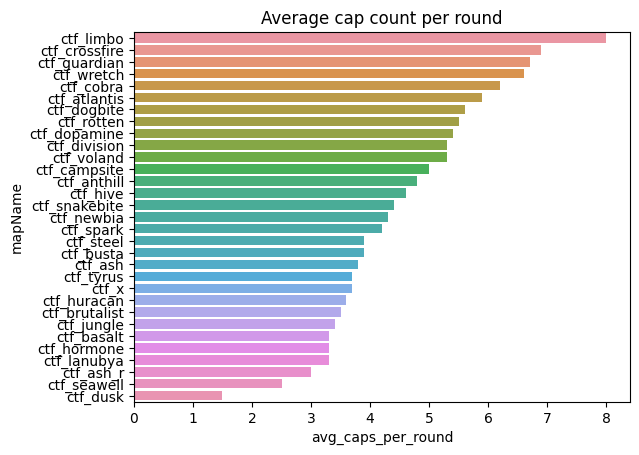 Average cap count per round
mapName
ctf_limbo
ctf_crossfire
ctf_guardian
ctf_wretch
ctf_cobra
ctf_atlantis
ctf_dogbite
ctf_rotten
ctf_dopamine
ctf_division
ctf_voland
ctf_campsite
ctf_anthill
ctf_hive
ctf_snakebite
ctf_newbia
ctf_spark
ctf_steel
ctf_busta
ctf_ash
ctf_tyrus
ctf_x
ctf_huracan
ctf_brutalist
ctf_jungle
ctf_basalt
ctf_hormone
ctf_lanubya
ctf_ash_r
ctf_seawell
ctf_dusk
0 1 2 3 4 5 6 7 8
avg_caps_per_round